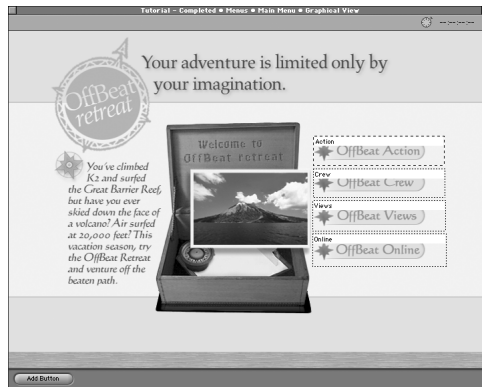 Tutorial – Completed • Menus • Main Menu • Graphical View
--:--:--:--
Your adventure is limited only by
your imagination.
OffBeat
retreat
Welcome to
OffBeat retreat
You've climbed
K2 and surfed
the Great Barrier Reef,
but have you ever
skied down the face of
a volcano? Air surfed
at 20,000 feet? This
vacation season, try
the OffBeat Retreat
and venture off the
beaten path.
Action
OffBeat Action
Crew
OffBeat Crew
Views
OffBeat Views
Online
OffBeat Online
Add Button